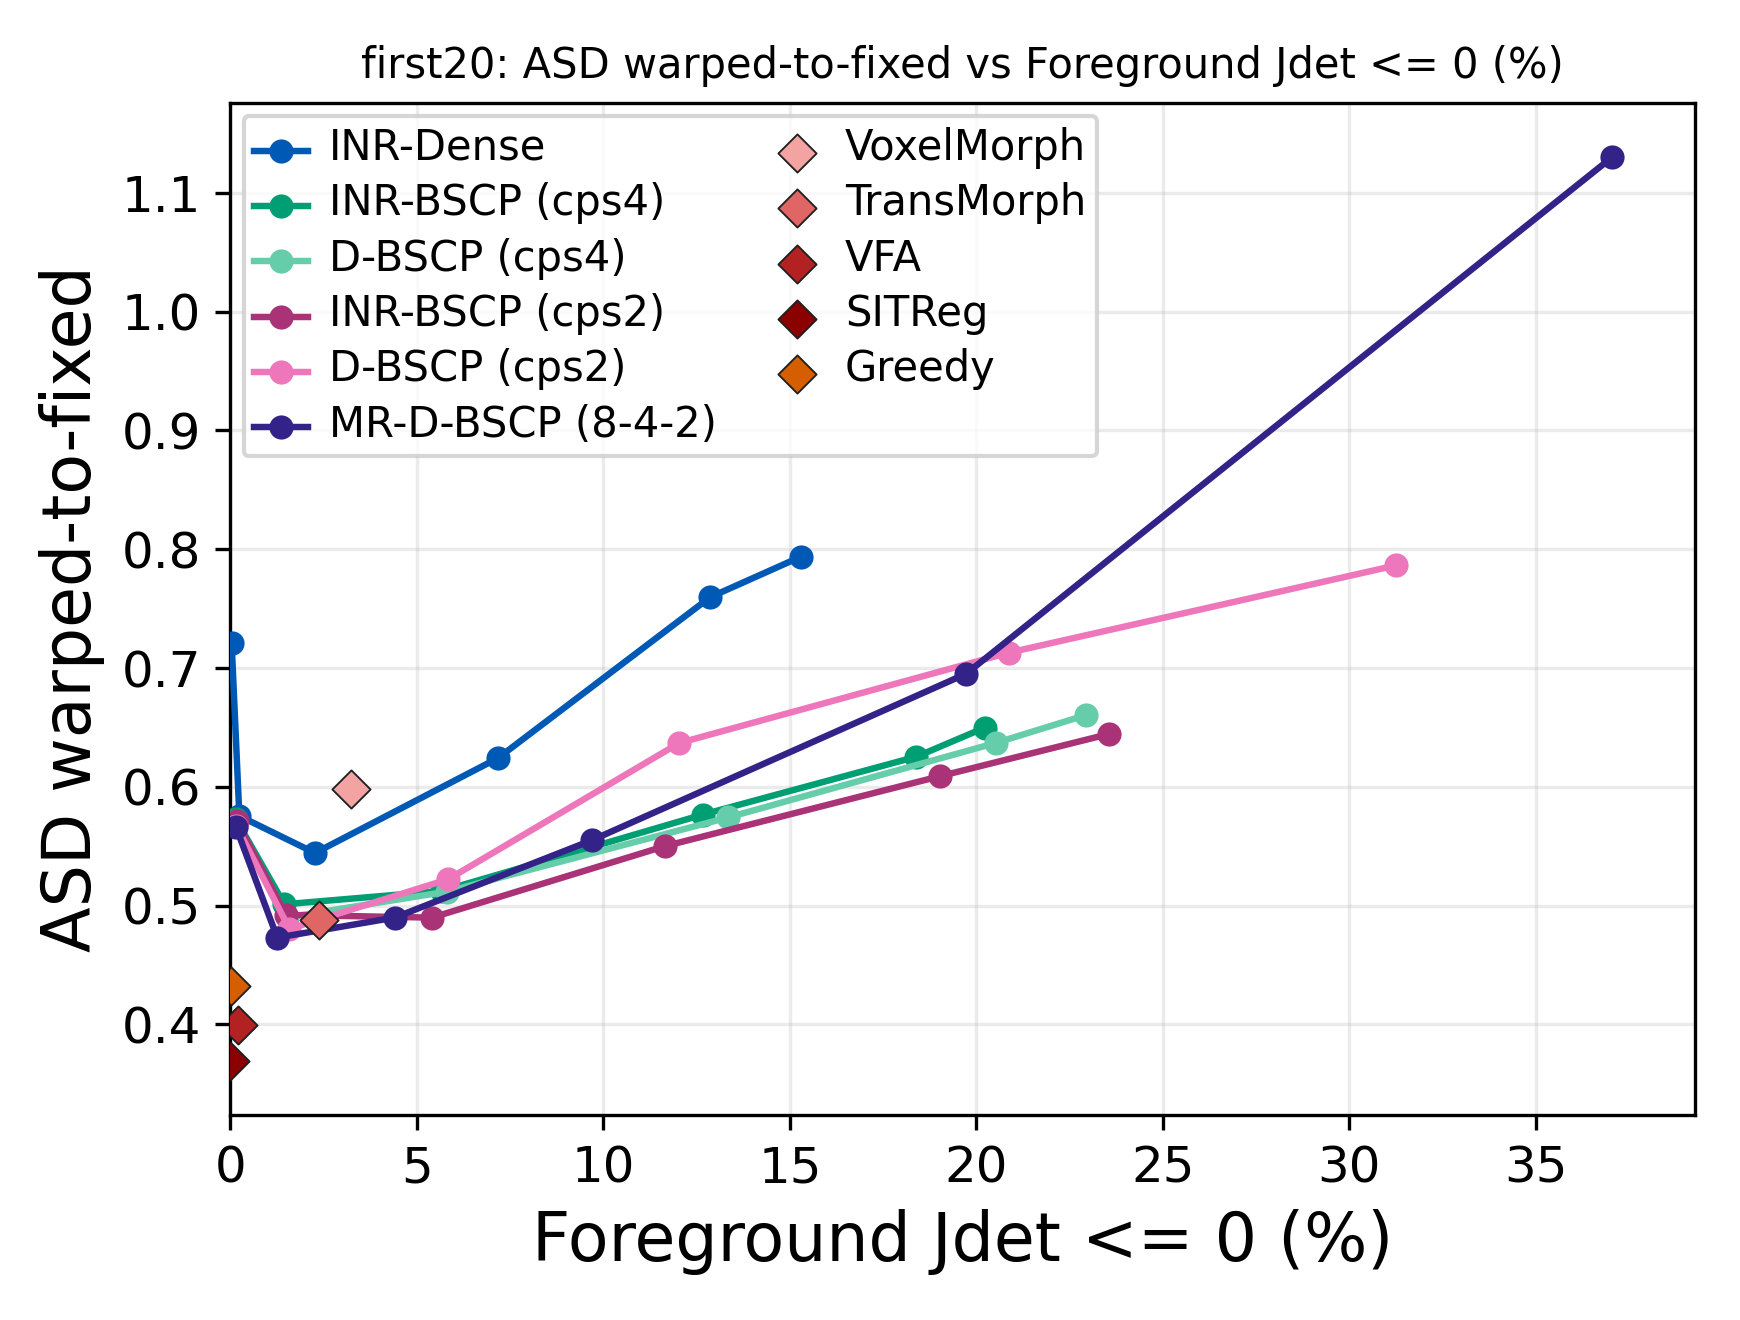 first20: ASD warped-to-fixed vs Foreground Jdet <= 0 (%)
INR-Dense
INR-BSCP (cps4)
D-BSCP (cps4)
INR-BSCP (cps2)
D-BSCP (cps2)
MR-D-BSCP (8-4-2)
VoxelMorph
TransMorph
VFA
SITReg
Greedy
ASD warped-to-fixed
1.1
1.0
0.9
0.8
0.7
0.6
0.5
0.4
0 5 10 15 20 25 30 35
Foreground Jdet <= 0 (%)